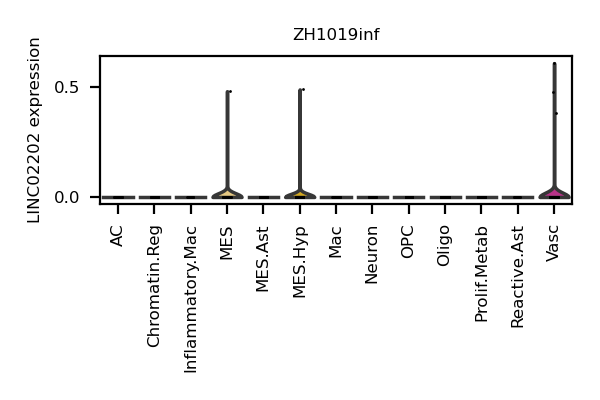 ZH1019inf
LINC02202 expression
0.5
0.0
AC
Chromatin.Reg
Inflammatory.Mac
MES
MES.Ast
MES.Hyp
Mac
Neuron
OPC
Oligo
Prolif.Metab
Reactive.Ast
Vasc